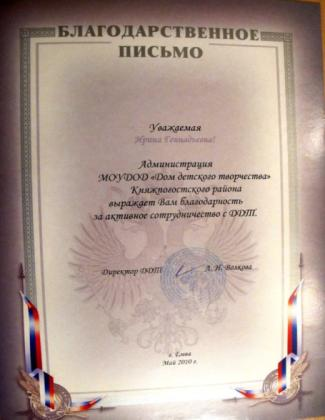 БЛАГОДАРСТВЕННОЕ
ПИСЬМО
Уважаемая
Ирина Геннадьевна!
Администрация
МОУДОД «Дом детского творчества»
Княжпогостского района
выражает Вам благодарность
за активное сотрудничество с ДДТ.
Директор ДДТ А. Н. Волкова
г. Емва
Май 2010 г.